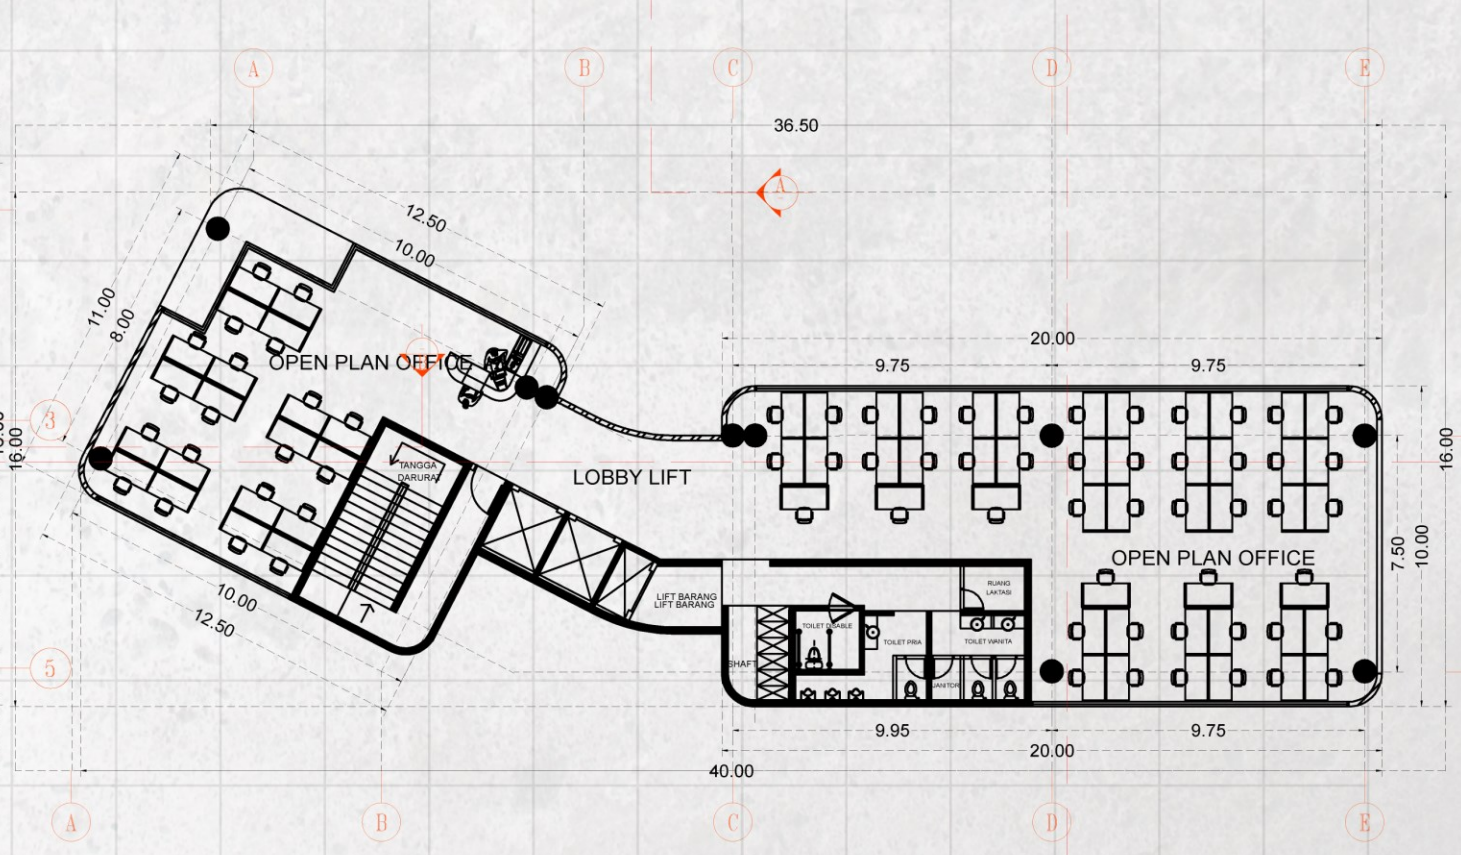 A
B
C
D
E
36.50
A
12.50
10.00
11.00
8.00
20.00
9.75
9.75
OPEN PLAN OFFICE
3
16.00
16.00
TANGGA
DARURAT
LOBBY LIFT
OPEN PLAN OFFICE
7.50
10.00
RUANG
LAKTASI
LIFT BARANG
LIFT BARANG
10.00
12.50
TOILET DISABLE
TOILET PRIA
TOILET WANITA
5
SHAFT
JANITOR
9.95
9.75
20.00
40.00
A
B
C
D
E